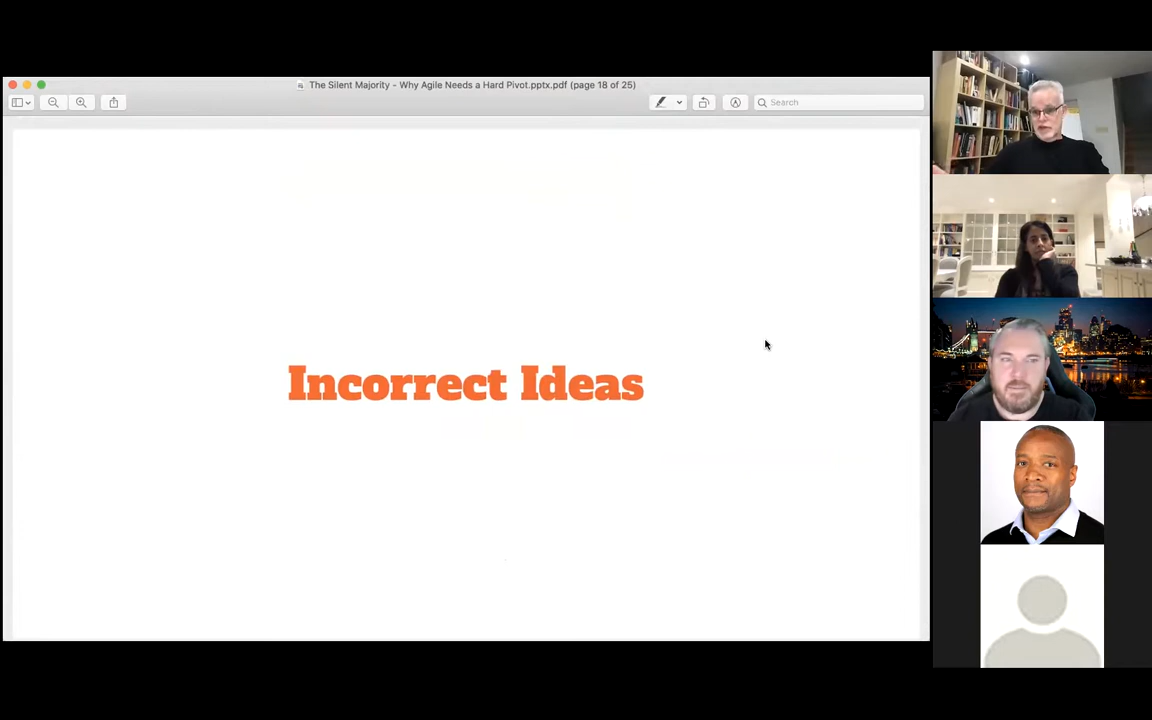 The Silent Majority - Why Agile Needs a Hard Pivot.pptx.pdf (page 18 of 25)
Search
Incorrect Ideas